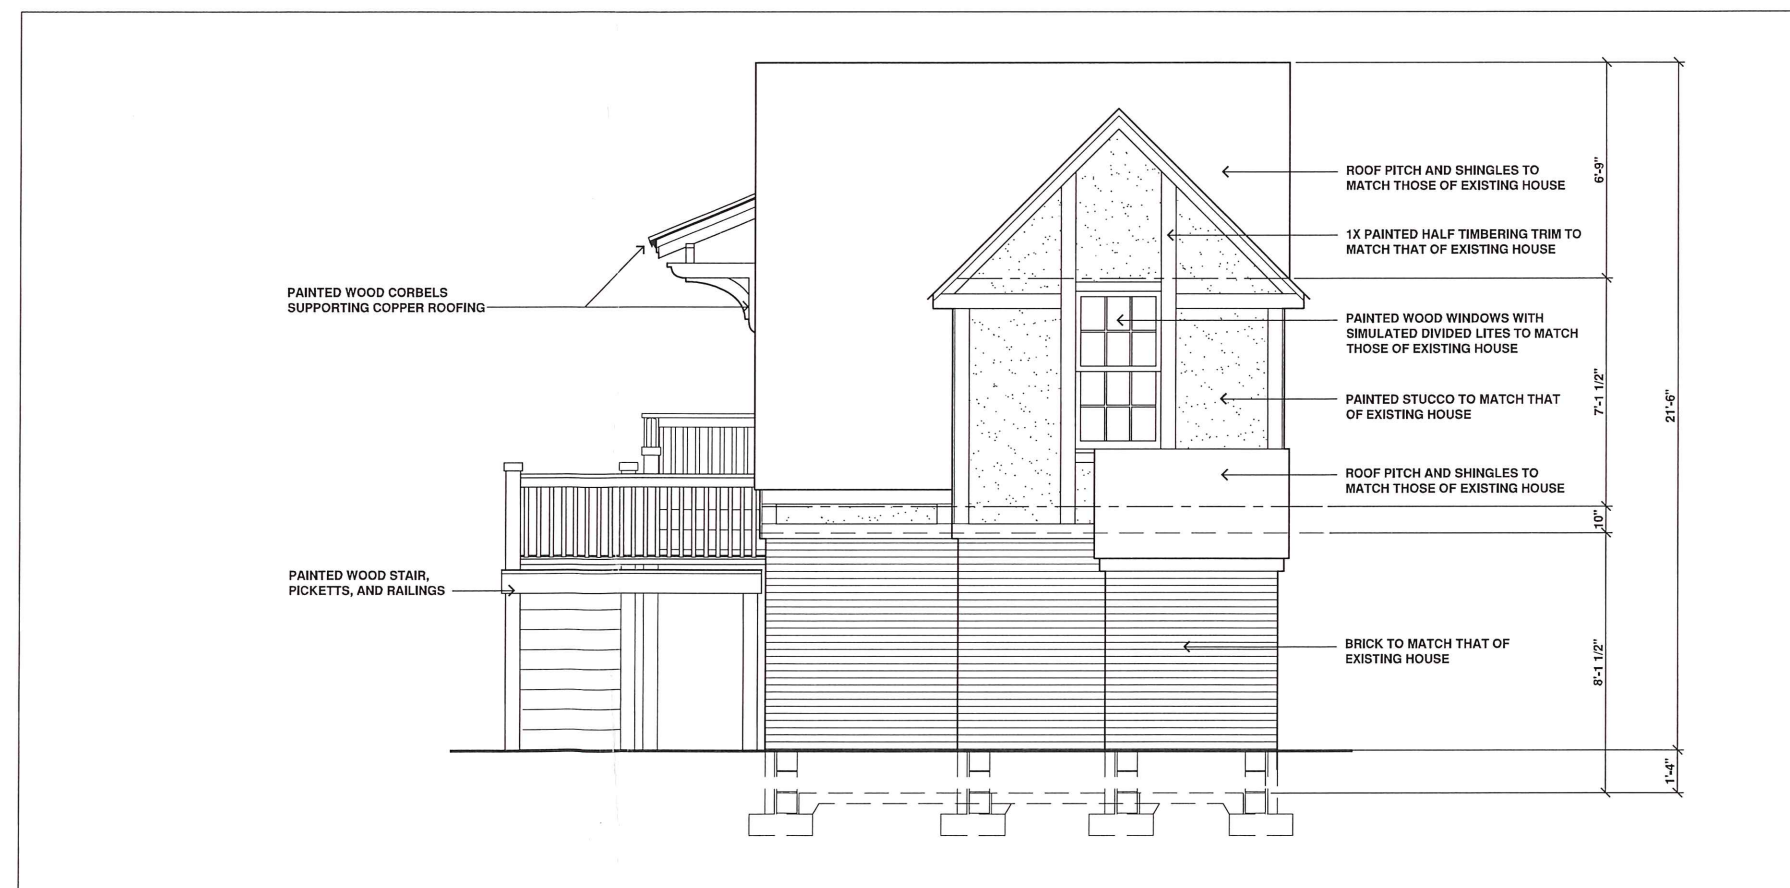 ROOF PITCH AND SHINGLES TO
MATCH THOSE OF EXISTING HOUSE
1X PAINTED HALF TIMBERING TRIM TO
MATCH THAT OF EXISTING HOUSE
PAINTED WOOD CORBELS
SUPPORTING COPPER ROOFING
PAINTED WOOD WINDOWS WITH
SIMULATED DIVIDED LITES TO MATCH
THOSE OF EXISTING HOUSE
PAINTED STUCCO TO MATCH THAT
OF EXISTING HOUSE
ROOF PITCH AND SHINGLES TO
MATCH THOSE OF EXISTING HOUSE
PAINTED WOOD STAIR,
PICKETTS, AND RAILINGS
BRICK TO MATCH THAT OF
EXISTING HOUSE
6'-9"
7'-1 1/2"
10"
8'-1 1/2"
21'-6"
1'-4"